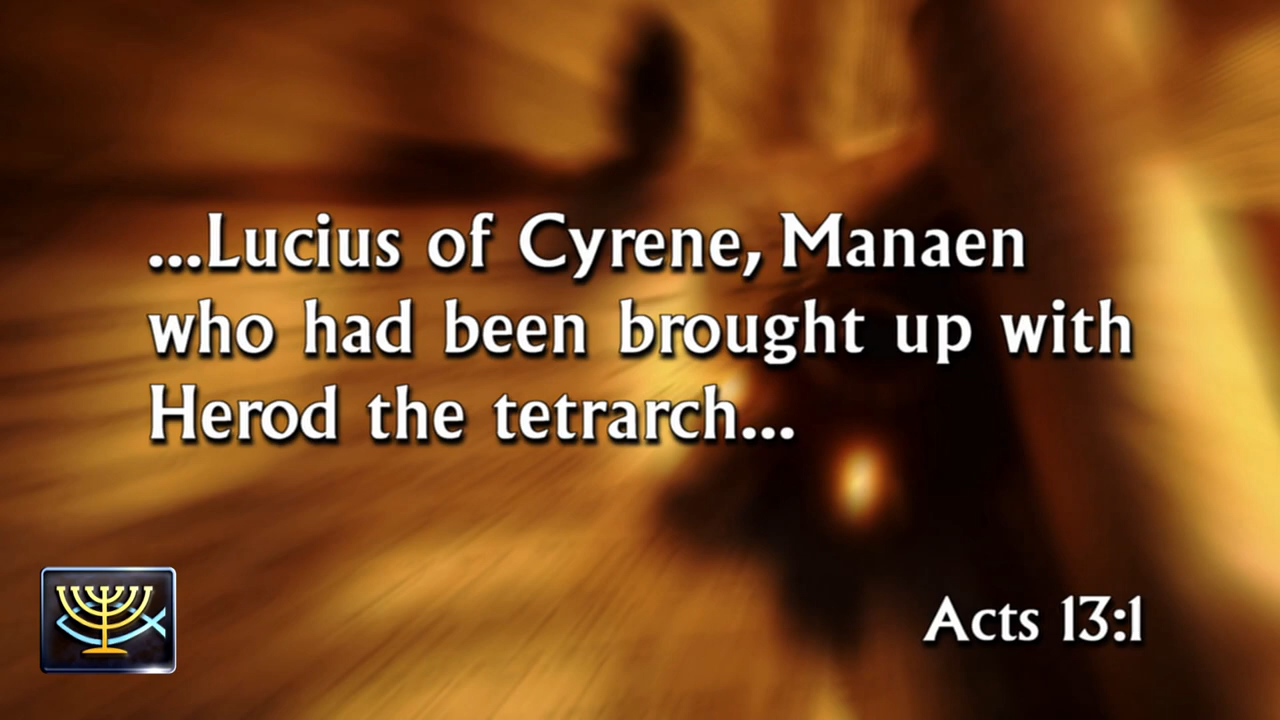 ...Lucius of Cyrene, Manaen
who had been brought up with
Herod the tetrarch...
Acts 13:1